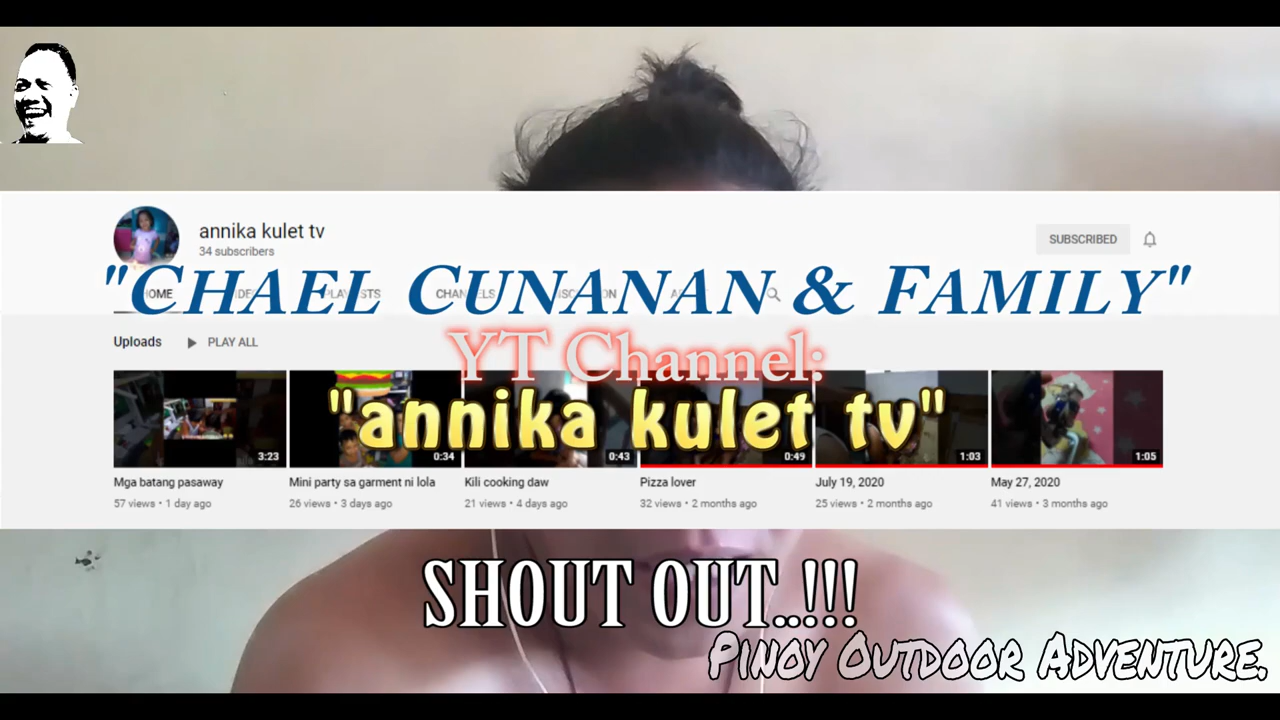 annika kulet tv
34 subscribers
SUBSCRIBED
"CHAEL CUNANAN & FAMILY"
Uploads PLAY ALL
YT Channel:
"annika kulet tv"
3:23 0:34 0:43 0:49 1:03 1:05
Mga batang pasaway Mini party sa garment ni lola Kili cooking daw Pizza lover July 19, 2020 May 27, 2020
57 views • 1 day ago 26 views • 3 days ago 21 views • 4 days ago 32 views • 2 months ago 25 views • 2 months ago 41 views • 3 months ago
SHOUT OUT..!!!
PINOY OUTDOOR ADVENTURE.